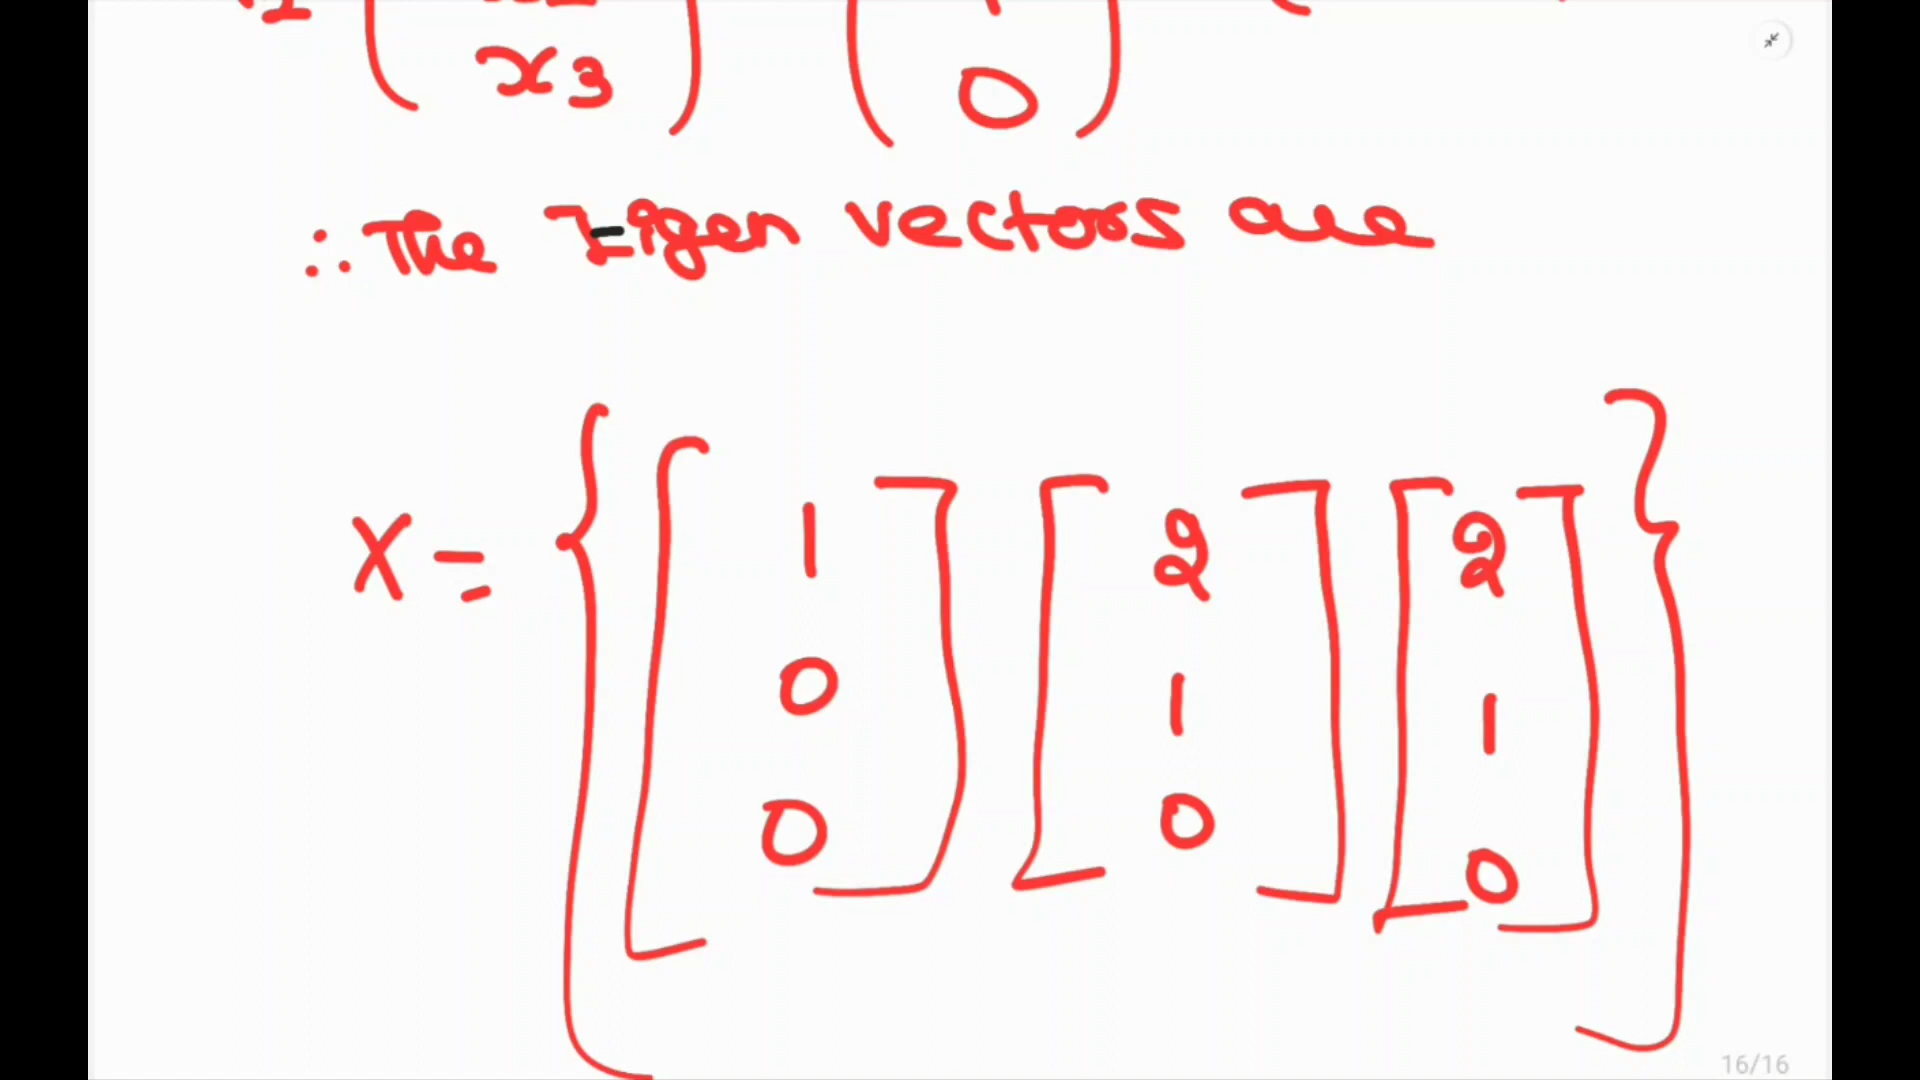 x3 0
∴ The Eigen vectors are
X = { [ 1 0 0 ] [ 2 1 0 ] [ 2 1 0 ] }
16/16